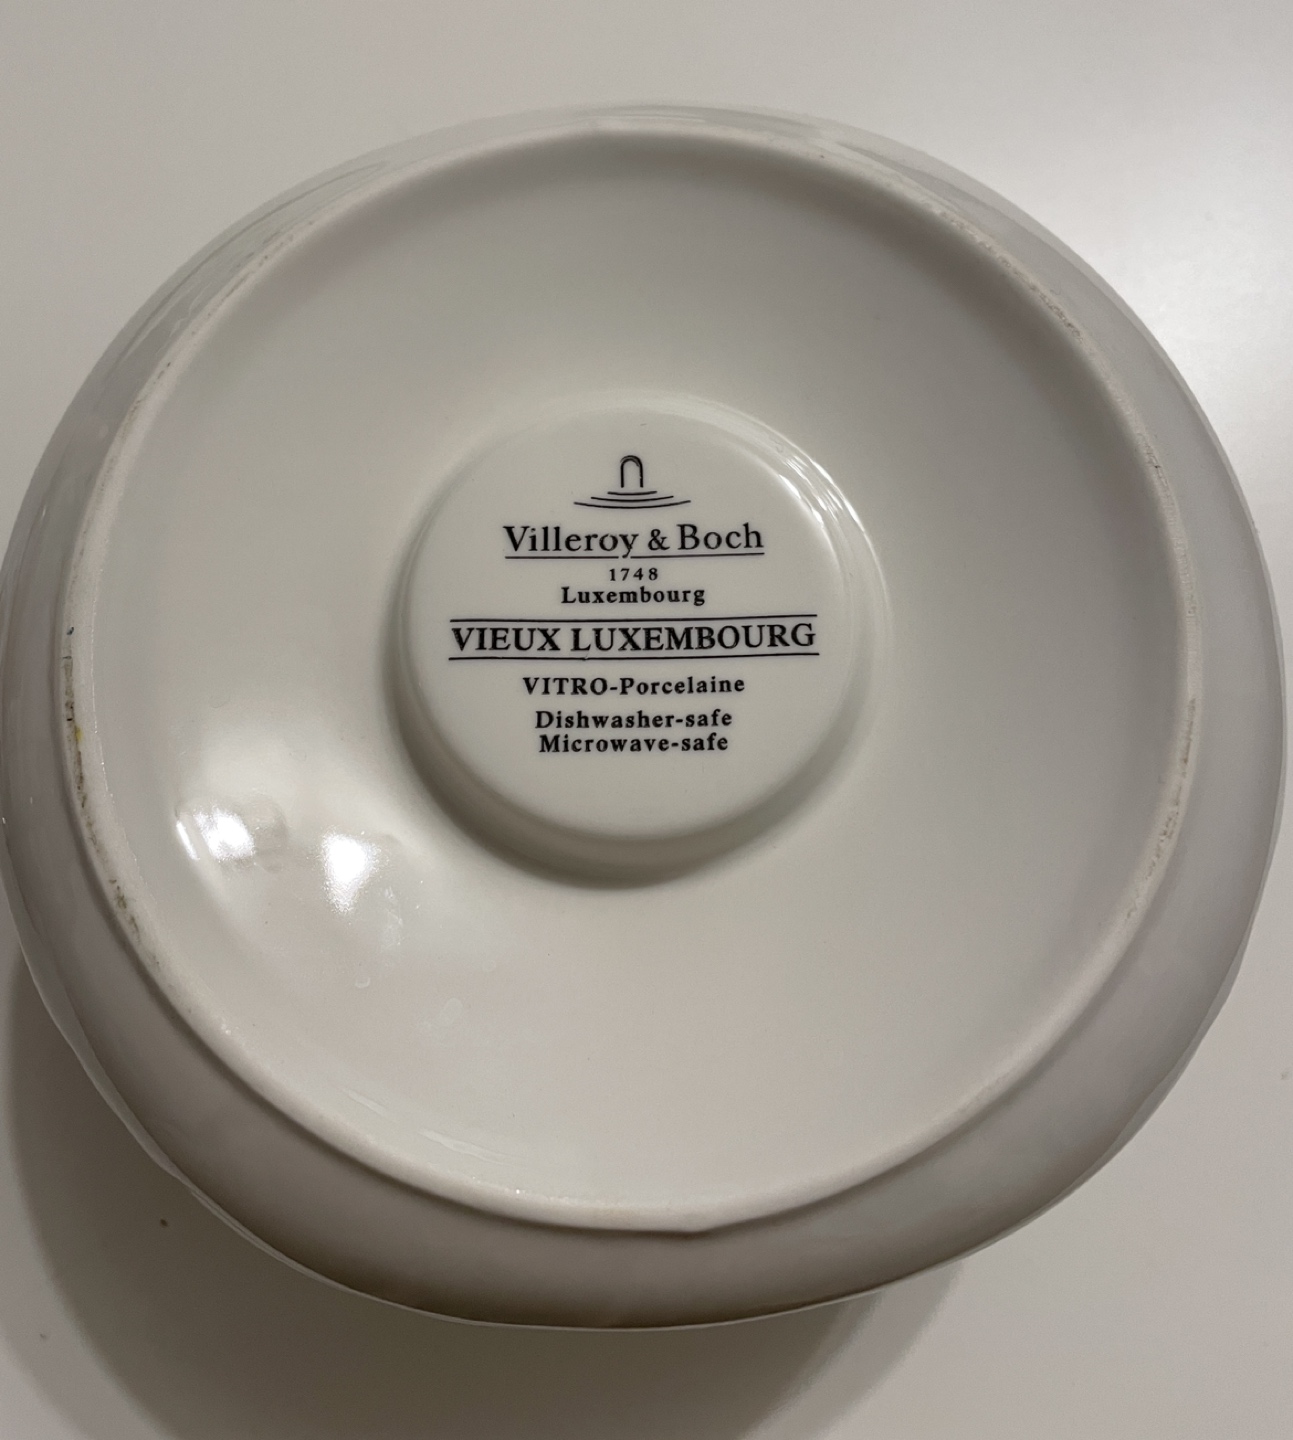 Villeroy & Boch
1748
Luxembourg
VIEUX LUXEMBOURG
VITRO-Porcelaine
Dishwasher-safe
Microwave-safe